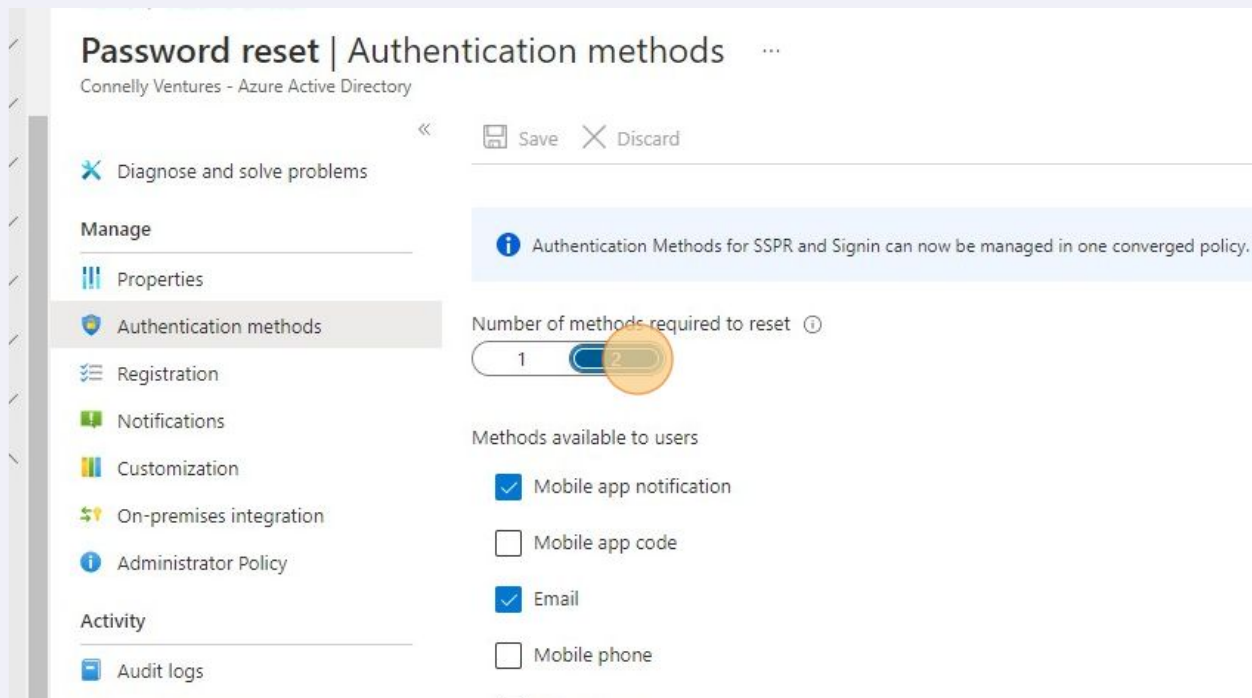 Password reset | Authentication methods ...
Connelly Ventures - Azure Active Directory
«
Diagnose and solve problems
Manage
Properties
Authentication methods
Registration
Notifications
Customization
On-premises integration
Administrator Policy
Activity
Audit logs
Save Discard
Authentication Methods for SSPR and Signin can now be managed in one converged policy.
Number of methods required to reset
1 2
Methods available to users
Mobile app notification
Mobile app code
Email
Mobile phone